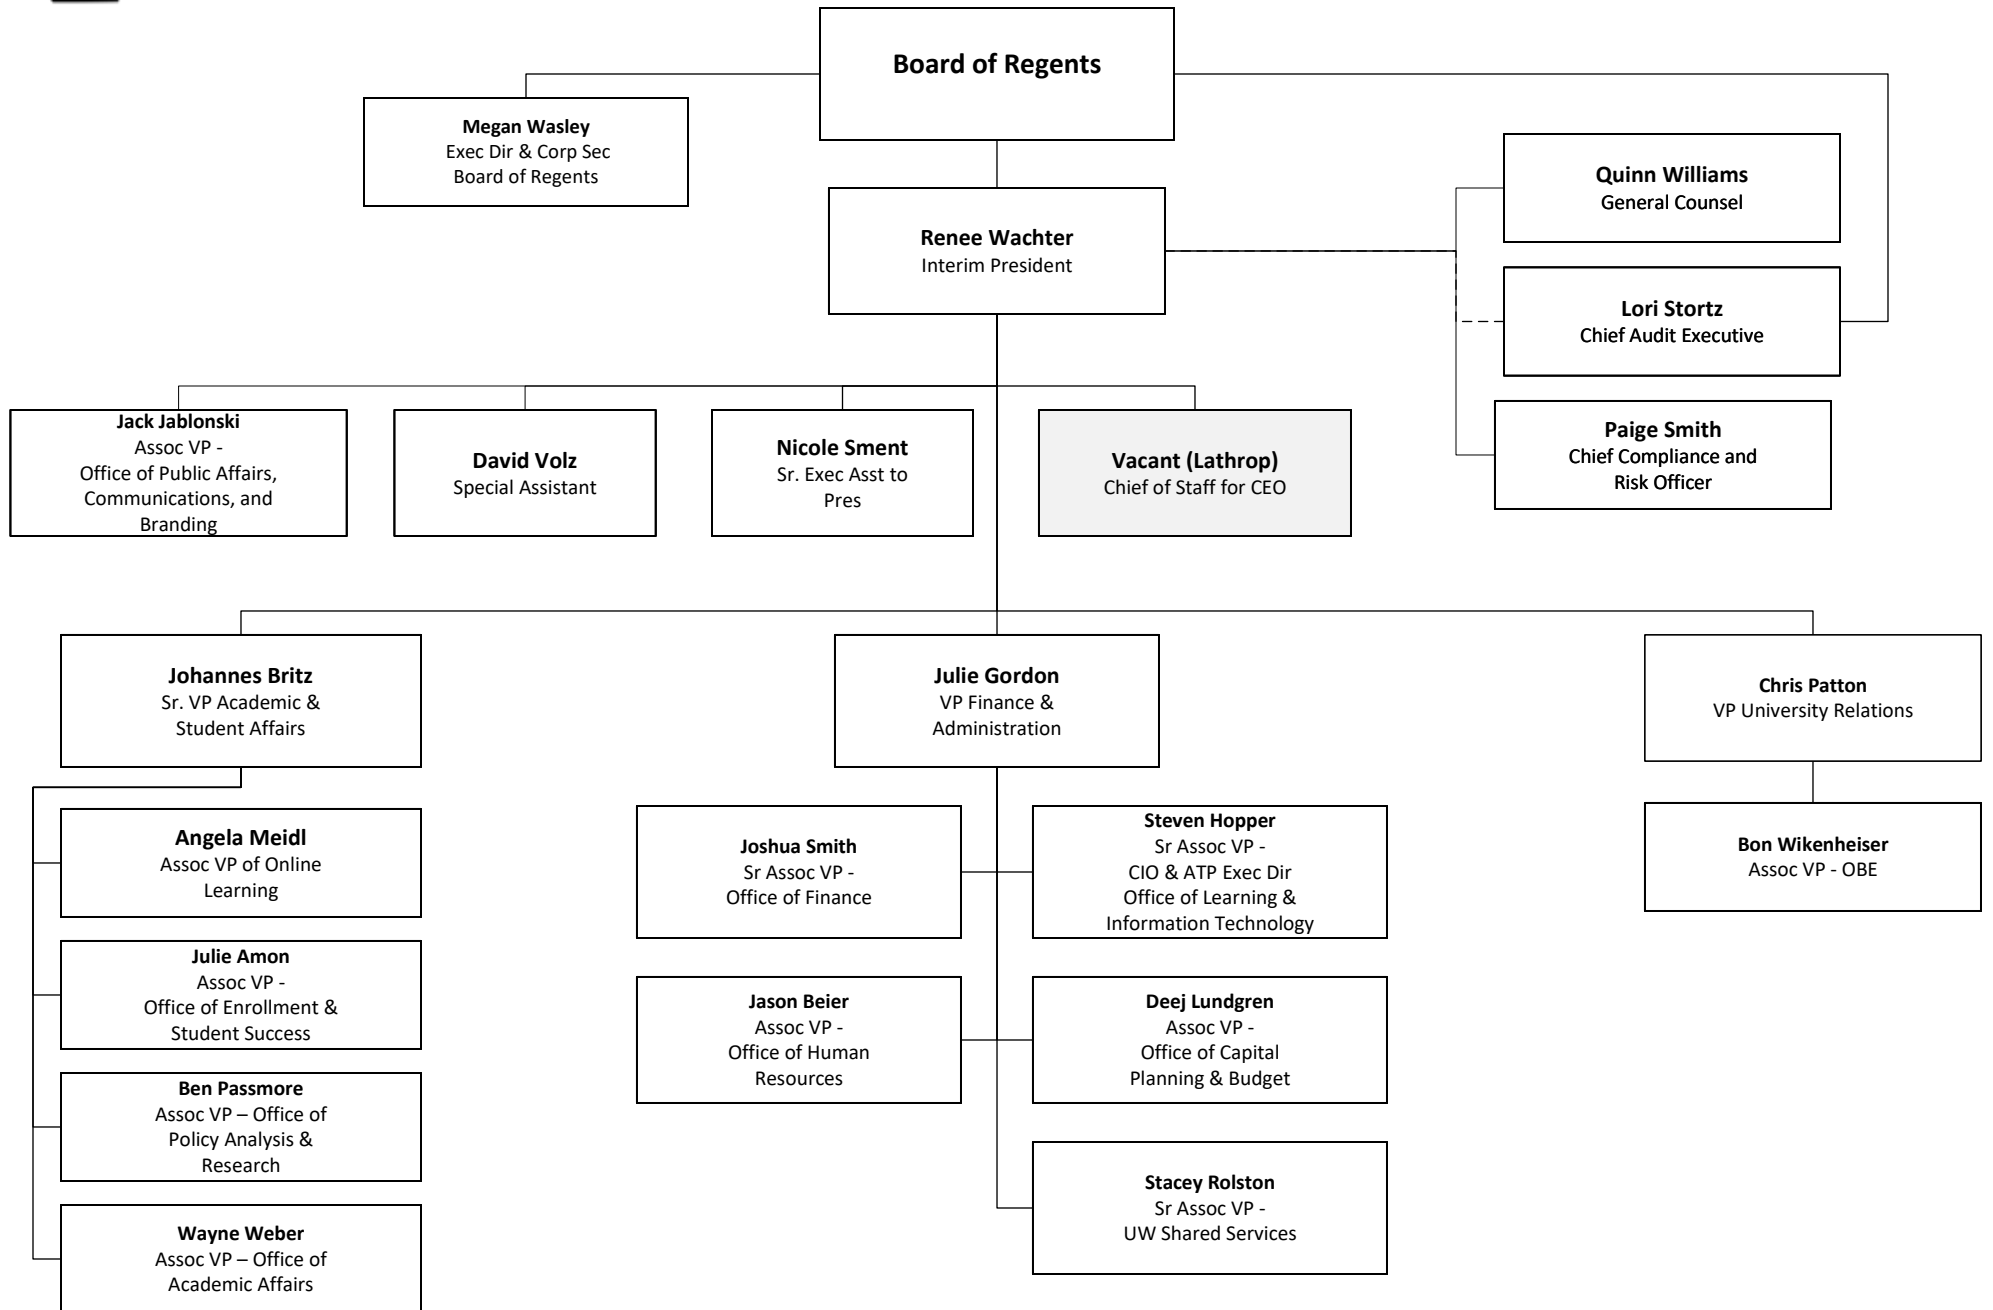 Board of Regents
Megan Wasley
Exec Dir & Corp Sec
Board of Regents
Quinn Williams
General Counsel
Renee Wachter
Interim President
Lori Stortz
Chief Audit Executive
Paige Smith
Chief Compliance and
Risk Officer
Jack Jablonski
Assoc VP -
Office of Public Affairs,
Communications, and
Branding
David Volz
Special Assistant
Nicole Sment
Sr. Exec Asst to
Pres
Vacant (Lathrop)
Chief of Staff for CEO
Johannes Britz
Sr. VP Academic &
Student Affairs
Julie Gordon
VP Finance &
Administration
Chris Patton
VP University Relations
Angela Meidl
Assoc VP of Online
Learning
Julie Amon
Assoc VP -
Office of Enrollment &
Student Success
Ben Passmore
Assoc VP – Office of
Policy Analysis &
Research
Wayne Weber
Assoc VP – Office of
Academic Affairs
Joshua Smith
Sr Assoc VP -
Office of Finance
Steven Hopper
Sr Assoc VP -
CIO & ATP Exec Dir
Office of Learning &
Information Technology
Jason Beier
Assoc VP -
Office of Human
Resources
Deej Lundgren
Assoc VP -
Office of Capital
Planning & Budget
Stacey Rolston
Sr Assoc VP -
UW Shared Services
Bon Wikenheiser
Assoc VP - OBE